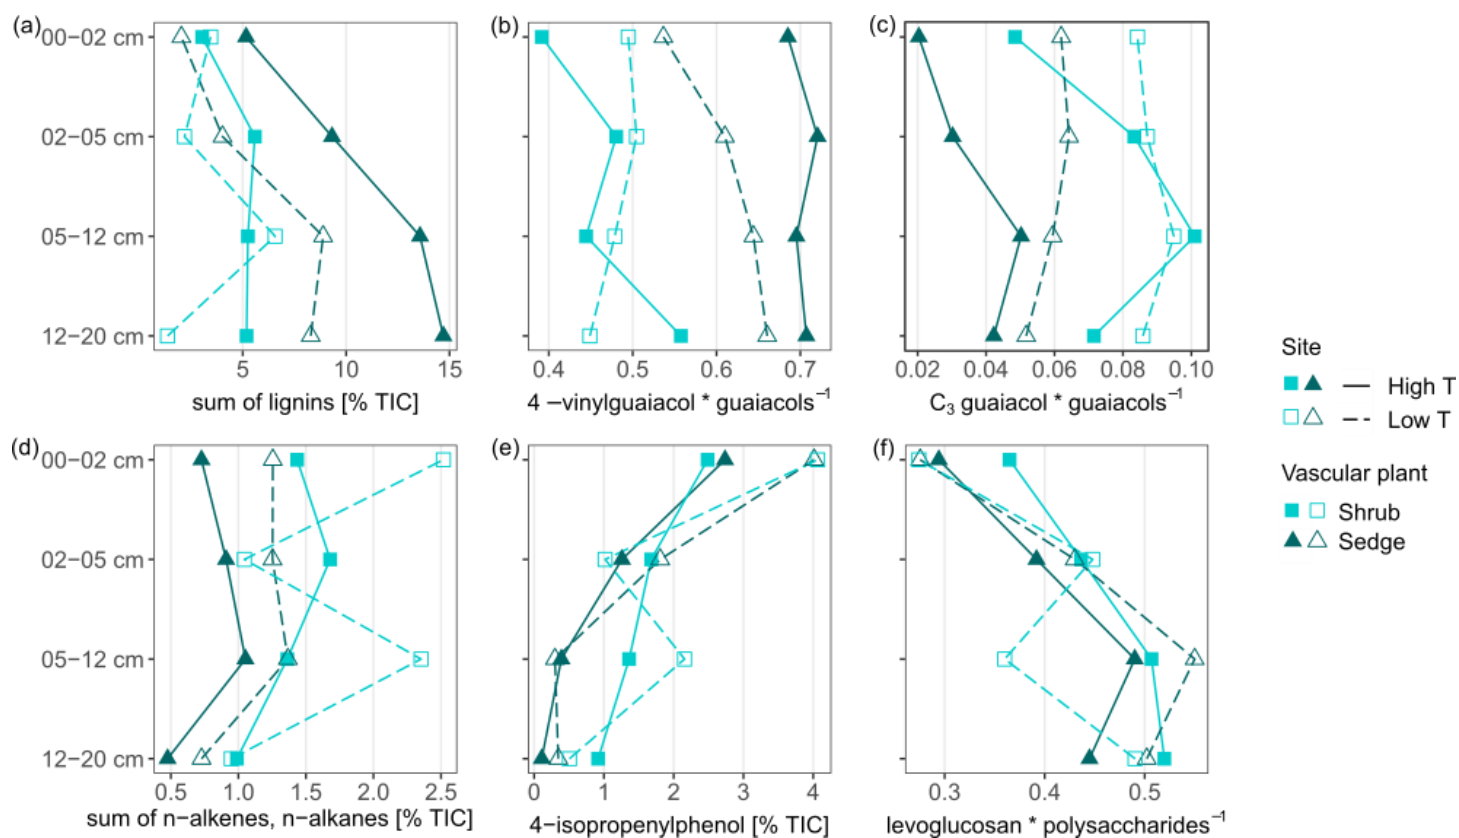 (a)
(b)
(c)
00−02 cm
02−05 cm
05−12 cm
12−20 cm
5 10 15
0.4 0.5 0.6 0.7
0.02 0.04 0.06 0.08 0.10
sum of lignins [% TIC]
4 −vinylguaiacol * guaiacols⁻¹
C₃ guaiacol * guaiacols⁻¹
(d)
(e)
(f)
00−02 cm
02−05 cm
05−12 cm
12−20 cm
0.5 1.0 1.5 2.0 2.5
0 1 2 3 4
0.3 0.4 0.5
sum of n−alkenes, n−alkanes [% TIC]
4-isopropenylphenol [% TIC]
levoglucosan * polysaccharides⁻¹
Site
High T
Low T
Vascular plant
Shrub
Sedge